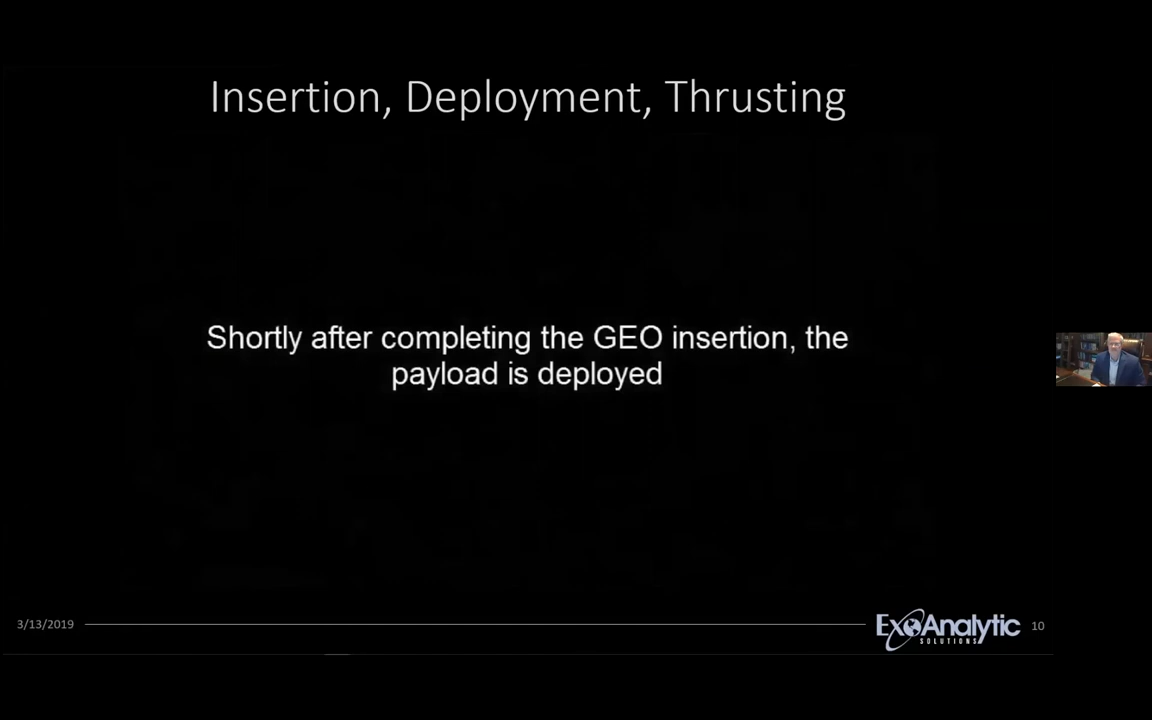 Insertion, Deployment, Thrusting
Shortly after completing the GEO insertion, the
payload is deployed
3/13/2019
ExoAnalytic
SOLUTIONS
10